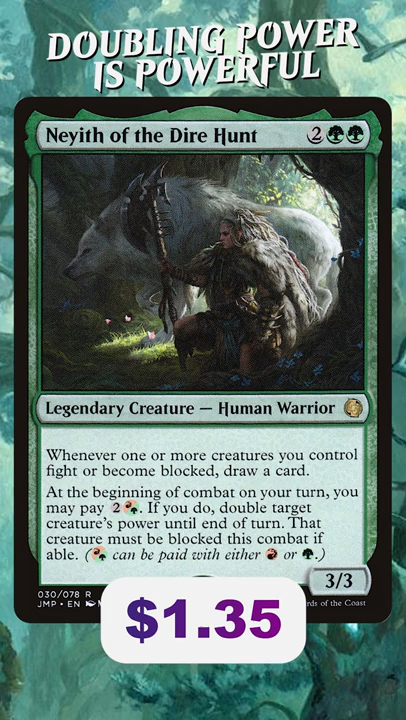 DOUBLING POWER
IS POWERFUL
Neyith of the Dire Hunt 2
Legendary Creature — Human Warrior
Whenever one or more creatures you control
fight or become blocked, draw a card.
At the beginning of combat on your turn, you
may pay 2 . If you do, double target
creature's power until end of turn. That
creature must be blocked this combat if
able. ( can be paid with either or .)
3/3
030/078 R
JMP • EN
rds of the Coast
$1.35